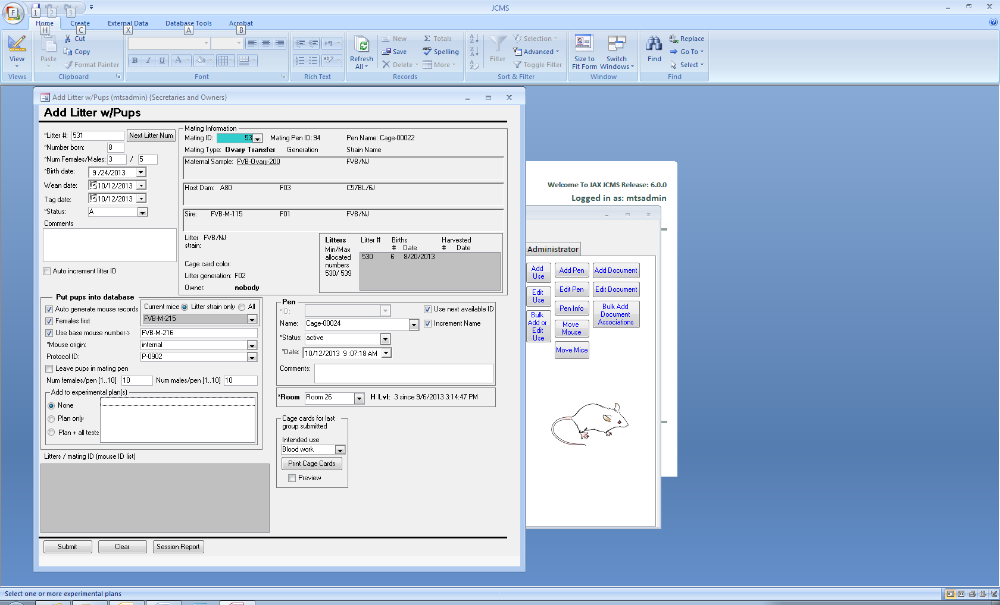 JCMS
F
1
2
3
Home
Create
External Data
Database Tools
Acrobat
H
C
X
A
B
View
Views
Paste
Cut
Copy
Format Painter
Clipboard
B I U A
Font
Rich Text
Refresh All
New
Save
Delete
Totals
Spelling
More
Records
Filter
Selection
Advanced
Toggle Filter
Sort & Filter
Size to Fit Form
Switch Windows
Window
Find
Replace
Go To
Select
Find
Add Litter w/Pups (mtsadmin) {Secretaries and Owners}
Add Litter w/Pups
*Litter #: 531 Next Litter Num
*Number born: 8
*Num Females/Males: 3 / 5
*Birth date: 9 /24/2013
Wean date: 10/12/2013
Tag date: 10/12/2013
*Status: A
Comments
Auto increment litter ID
Mating Information
Mating ID: 53 Mating Pen ID: 94 Pen Name: Cage-00022
Mating Type: Ovary Transfer Generation Strain Name
Maternal Sample: FVB-Ovary-200 FVB/NJ
Host Dam: A80 F03 C57BL/6J
Sire: FVB-M-115 F01 FVB/NJ
Litter strain: FVB/NJ
Cage card color:
Litter generation: F02
Owner: nobody
Litters
Min/Max
allocated
numbers
530/ 539
Litter # Births Harvested
# Date # Date
530 6 8/20/2013
Put pups into database
Auto generate mouse records
Females first
Use base mouse number->
Current mice Litter strain only All
FVB-M-215
FVB-M-216
*Mouse origin: internal
Protocol ID: P-0902
Leave pups in mating pen
Num females/pen [1..10] 10 Num males/pen [1..10] 10
Add to experimental plan(s)
None
Plan only
Plan + all tests
Litters / mating ID (mouse ID list)
Pen
*ID: Use next available ID
Name: Cage-00024 Increment Name
*Status: active
*Date: 10/12/2013 9:07:18 AM
Comments:
*Room Room 26 H Lvl: 3 since 9/6/2013 3:14:47 PM
Cage cards for last
group submitted
Intended use
Blood work
Print Cage Cards
Preview
Submit Clear Session Report
Welcome To JAX JCMS Release: 6.0.0
Logged in as: mtsadmin
Administrator
Add Use
Edit Use
Bulk Add or Edit Use
Add Pen
Edit Pen
Pen Info
Move Mouse
Move Mice
Add Document
Edit Document
Bulk Add Document Associations
Select one or more experimental plans